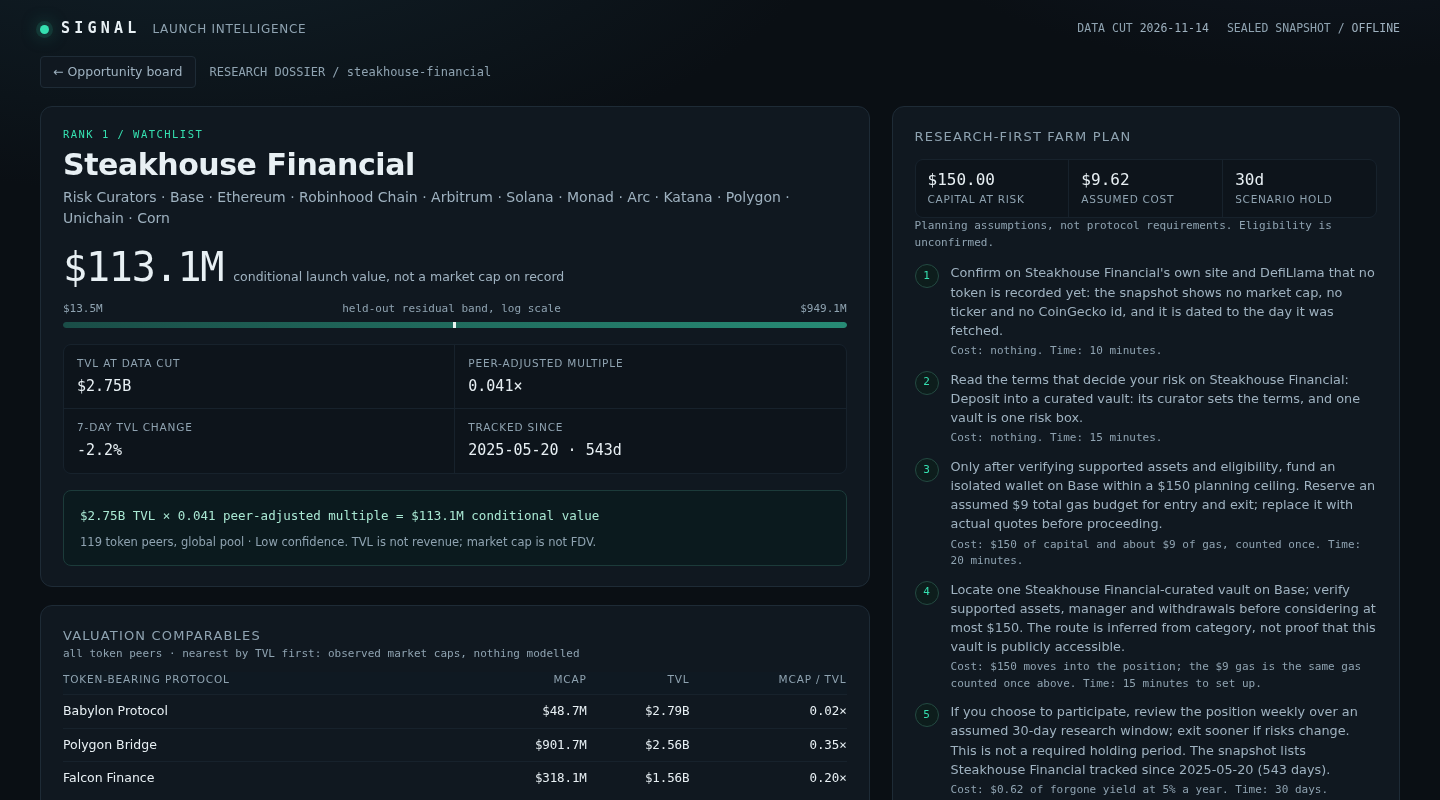 SIGNAL LAUNCH INTELLIGENCE
DATA CUT 2026-11-14 SEALED SNAPSHOT / OFFLINE
← Opportunity board RESEARCH DOSSIER / steakhouse-financial
RANK 1 / WATCHLIST
Steakhouse Financial
Risk Curators · Base · Ethereum · Robinhood Chain · Arbitrum · Solana · Monad · Arc · Katana · Polygon ·
Unichain · Corn
$113.1M conditional launch value, not a market cap on record
$13.5M held-out residual band, log scale $949.1M
TVL AT DATA CUT PEER-ADJUSTED MULTIPLE
$2.75B 0.041×
7-DAY TVL CHANGE TRACKED SINCE
-2.2% 2025-05-20 · 543d
$2.75B TVL × 0.041 peer-adjusted multiple = $113.1M conditional value
119 token peers, global pool · Low confidence. TVL is not revenue; market cap is not FDV.
VALUATION COMPARABLES
all token peers · nearest by TVL first: observed market caps, nothing modelled
TOKEN-BEARING PROTOCOL MCAP TVL MCAP / TVL
Babylon Protocol $48.7M $2.79B 0.02×
Polygon Bridge $901.7M $2.56B 0.35×
Falcon Finance $318.1M $1.56B 0.20×
RESEARCH-FIRST FARM PLAN
$150.00 $9.62 30d
CAPITAL AT RISK ASSUMED COST SCENARIO HOLD
Planning assumptions, not protocol requirements. Eligibility is
unconfirmed.
1 Confirm on Steakhouse Financial's own site and DefiLlama that no
token is recorded yet: the snapshot shows no market cap, no
ticker and no CoinGecko id, and it is dated to the day it was
fetched.
Cost: nothing. Time: 10 minutes.
2 Read the terms that decide your risk on Steakhouse Financial:
Deposit into a curated vault: its curator sets the terms, and one
vault is one risk box.
Cost: nothing. Time: 15 minutes.
3 Only after verifying supported assets and eligibility, fund an
isolated wallet on Base within a $150 planning ceiling. Reserve an
assumed $9 total gas budget for entry and exit; replace it with
actual quotes before proceeding.
Cost: $150 of capital and about $9 of gas, counted once. Time:
20 minutes.
4 Locate one Steakhouse Financial-curated vault on Base; verify
supported assets, manager and withdrawals before considering at
most $150. The route is inferred from category, not proof that this
vault is publicly accessible.
Cost: $150 moves into the position; the $9 gas is the same gas
counted once above. Time: 15 minutes to set up.
5 If you choose to participate, review the position weekly over an
assumed 30-day research window; exit sooner if risks change.
This is not a required holding period. The snapshot lists
Steakhouse Financial tracked since 2025-05-20 (543 days).
Cost: $0.62 of forgone yield at 5% a year. Time: 30 days.